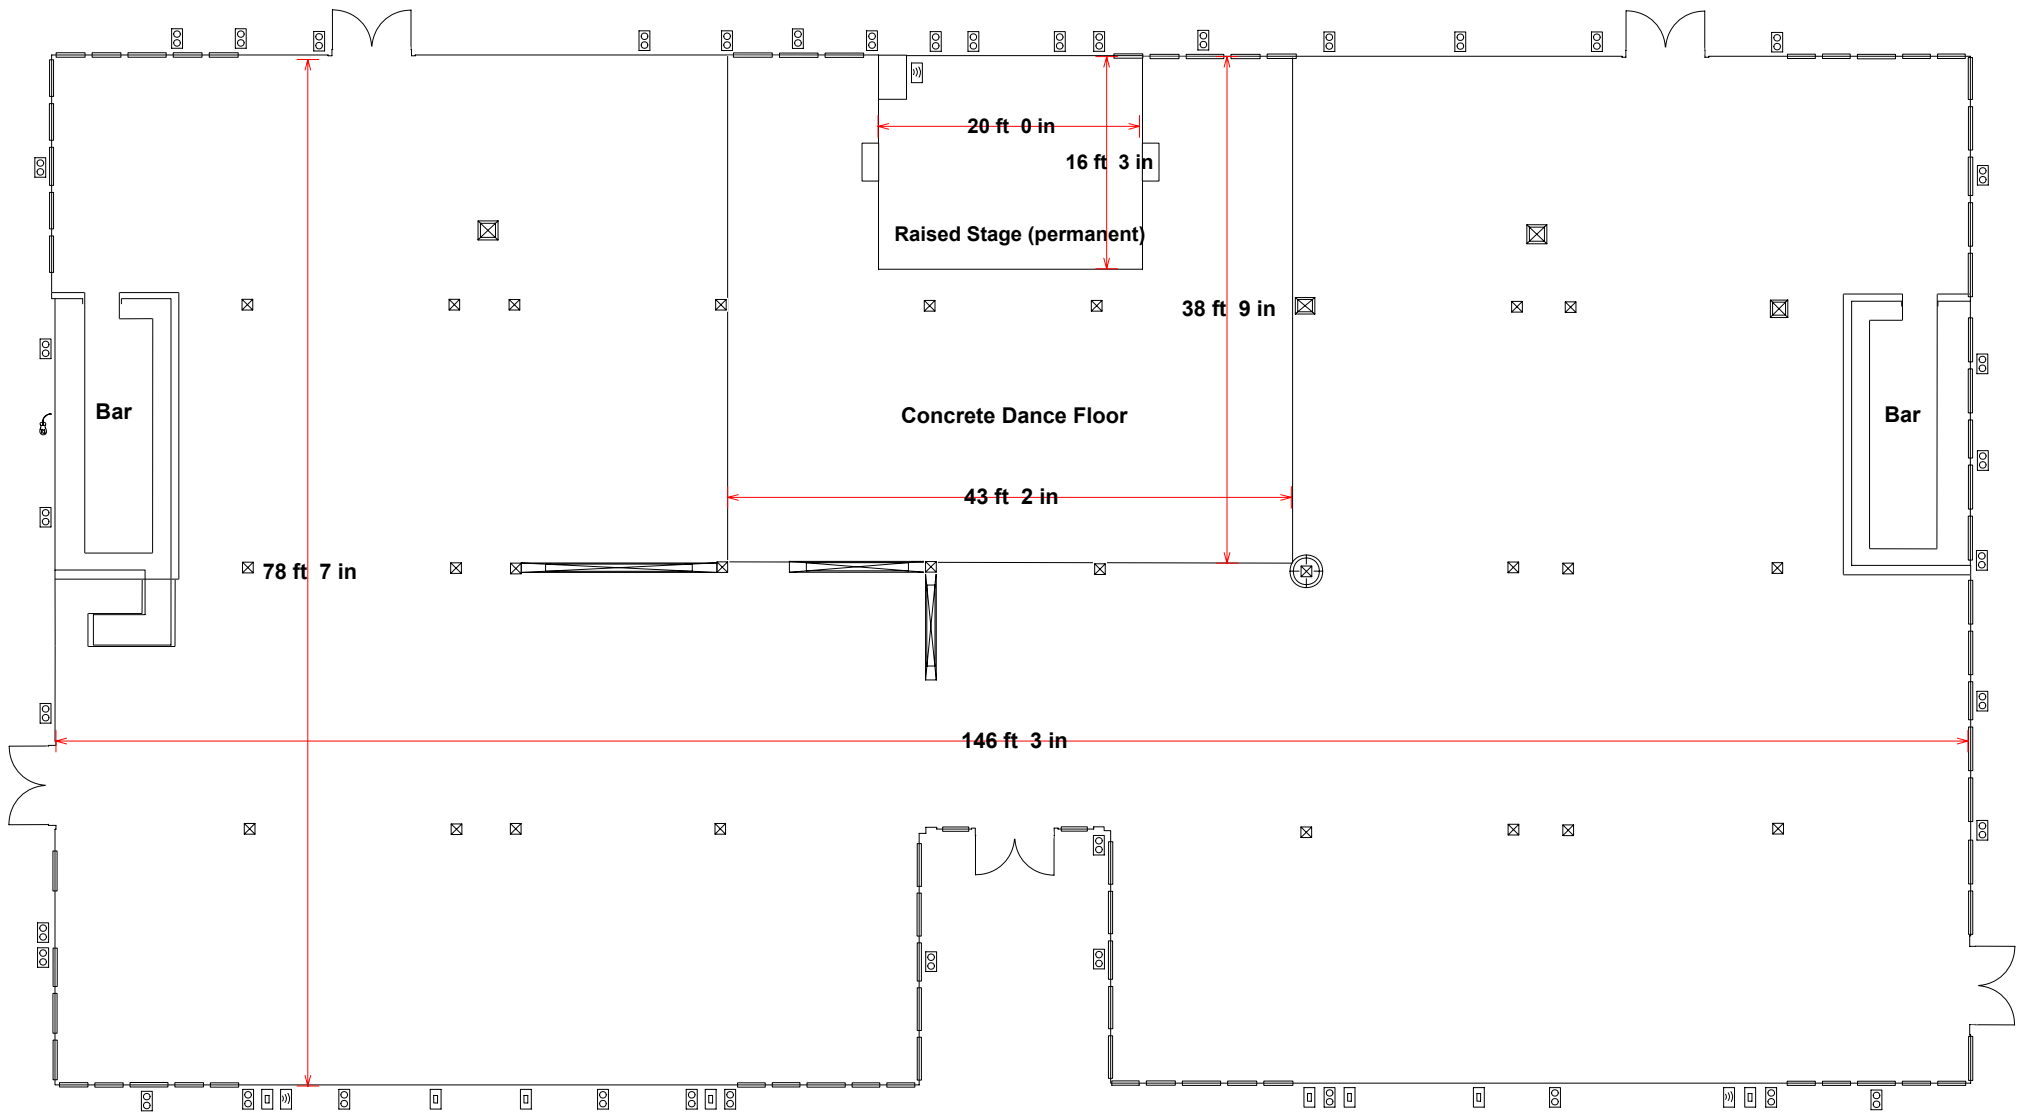 20 ft 0 in
16 ft 3 in
Raised Stage (permanent)
38 ft 9 in
Bar
Concrete Dance Floor
Bar
43 ft 2 in
78 ft 7 in
146 ft 3 in